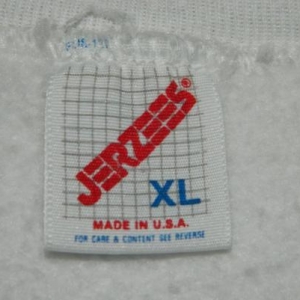 JERZEES
XL
MADE IN U.S.A.
FOR CARE & CONTENT SEE REVERSE